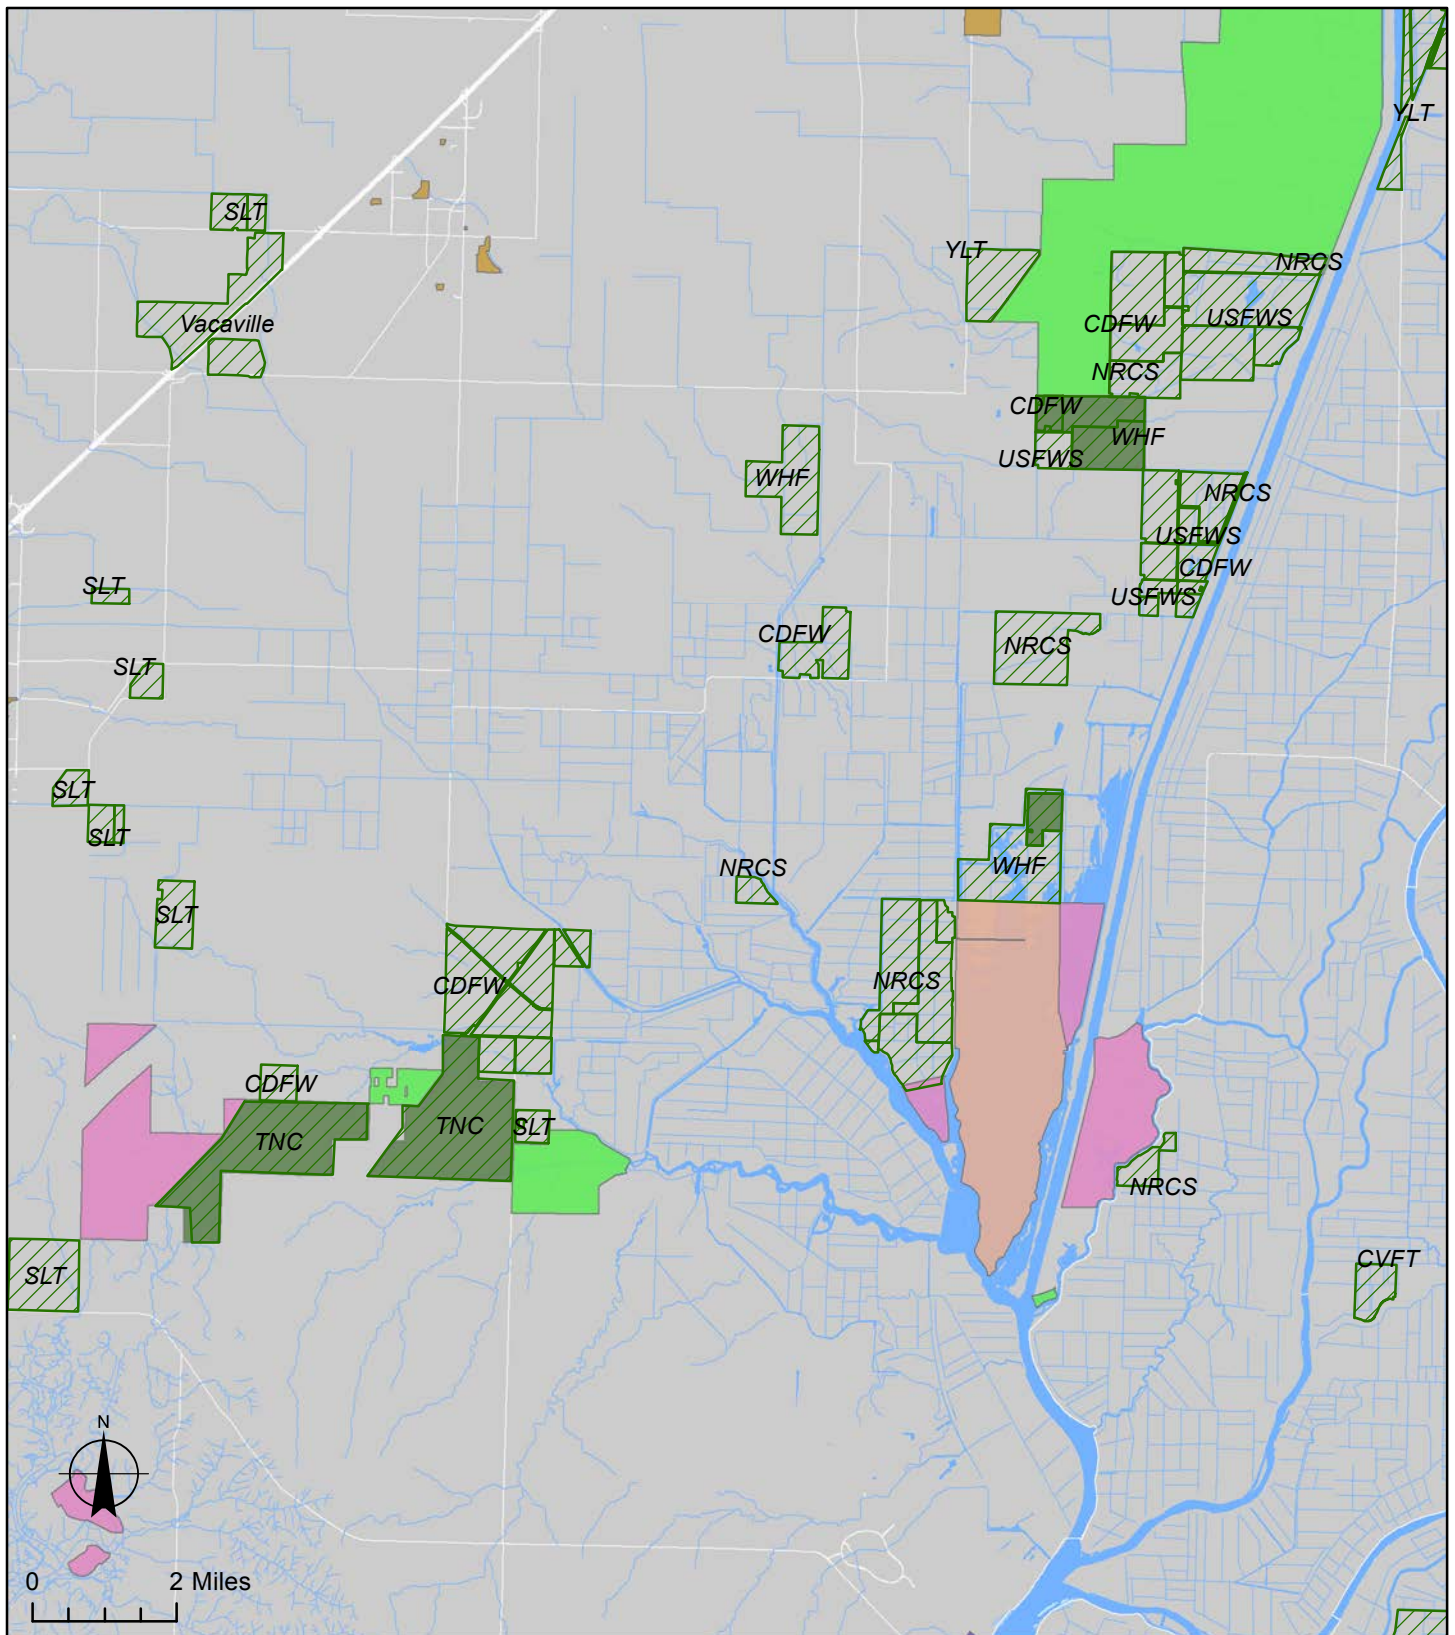 YLT
SLT
YLT
NRCS
Vacaville
CDFW
USFWS
NRCS
CDFW
WHF
USFWS
WHF
NRCS
USFWS
CDFW
SLT
USFWS
CDFW
NRCS
SLT
SLT
SLT
NRCS
WHF
SLT
CDFW
NRCS
CDFW
TNC
TNC
SLT
NRCS
SLT
CVFT
N
0 2 Miles